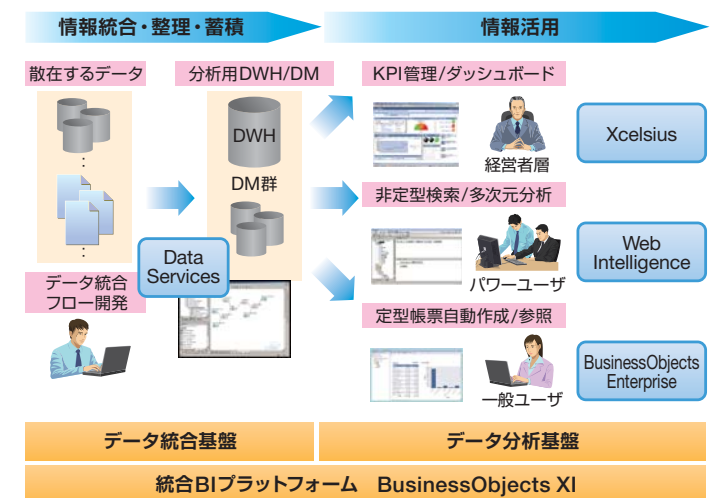 情報統合・整理・蓄積
情報活用
散在するデータ
分析用DWH/DM
KPI管理/ダッシュボード
DWH
経営者層
Xcelsius
:
DM群
非定型検索/多次元分析
:
Data
Services
パワーユーザ
Web
Intelligence
データ統合
フロー開発
定型帳票自動作成/参照
一般ユーザ
BusinessObjects
Enterprise
データ統合基盤
データ分析基盤
統合BIプラットフォーム BusinessObjects XI